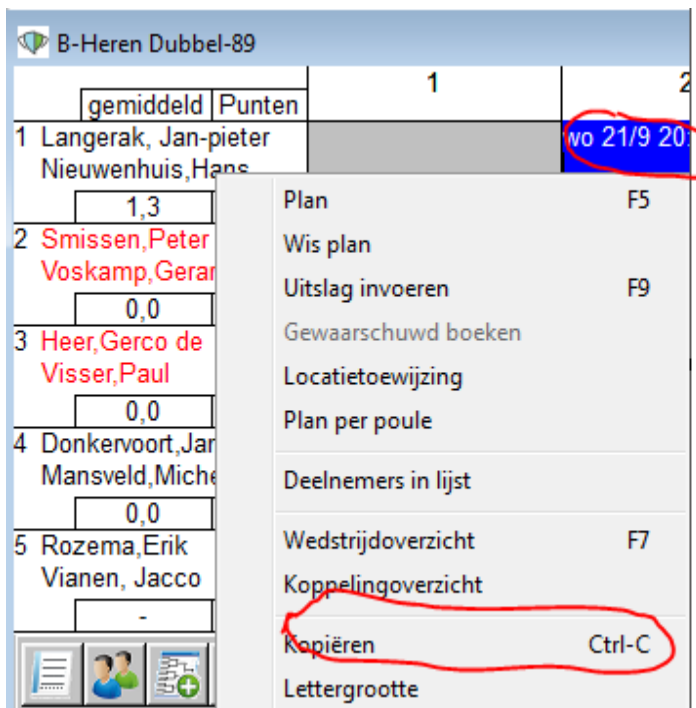 B-Heren Dubbel-89
1 2
gemiddeld Punten
1 Langerak, Jan-pieter wo 21/9 20:
Nieuwenhuis,Hans
1,3
2 Smissen,Peter
Voskamp,Gerar
0,0
3 Heer,Gerco de
Visser,Paul
0,0
4 Donkervoort,Jar
Mansveld,Miche
0,0
5 Rozema,Erik
Vianen, Jacco
-
Plan F5
Wis plan
Uitslag invoeren F9
Gewaarschuwd boeken
Locatietoewijzing
Plan per poule
Deelnemers in lijst
Wedstrijdoverzicht F7
Koppelingoverzicht
Kopiëren Ctrl-C
Lettergrootte